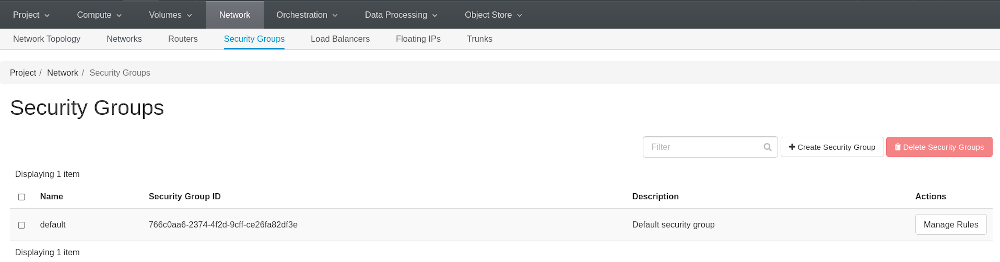 Project Compute Volumes Network Orchestration Data Processing Object Store
Network Topology Networks Routers Security Groups Load Balancers Floating IPs Trunks
Project / Network / Security Groups
Security Groups
Filter Create Security Group Delete Security Groups
Displaying 1 item
Name Security Group ID Description Actions
default 766c0aa6-2374-4f2d-9cff-ce26fa82df3e Default security group Manage Rules
Displaying 1 item